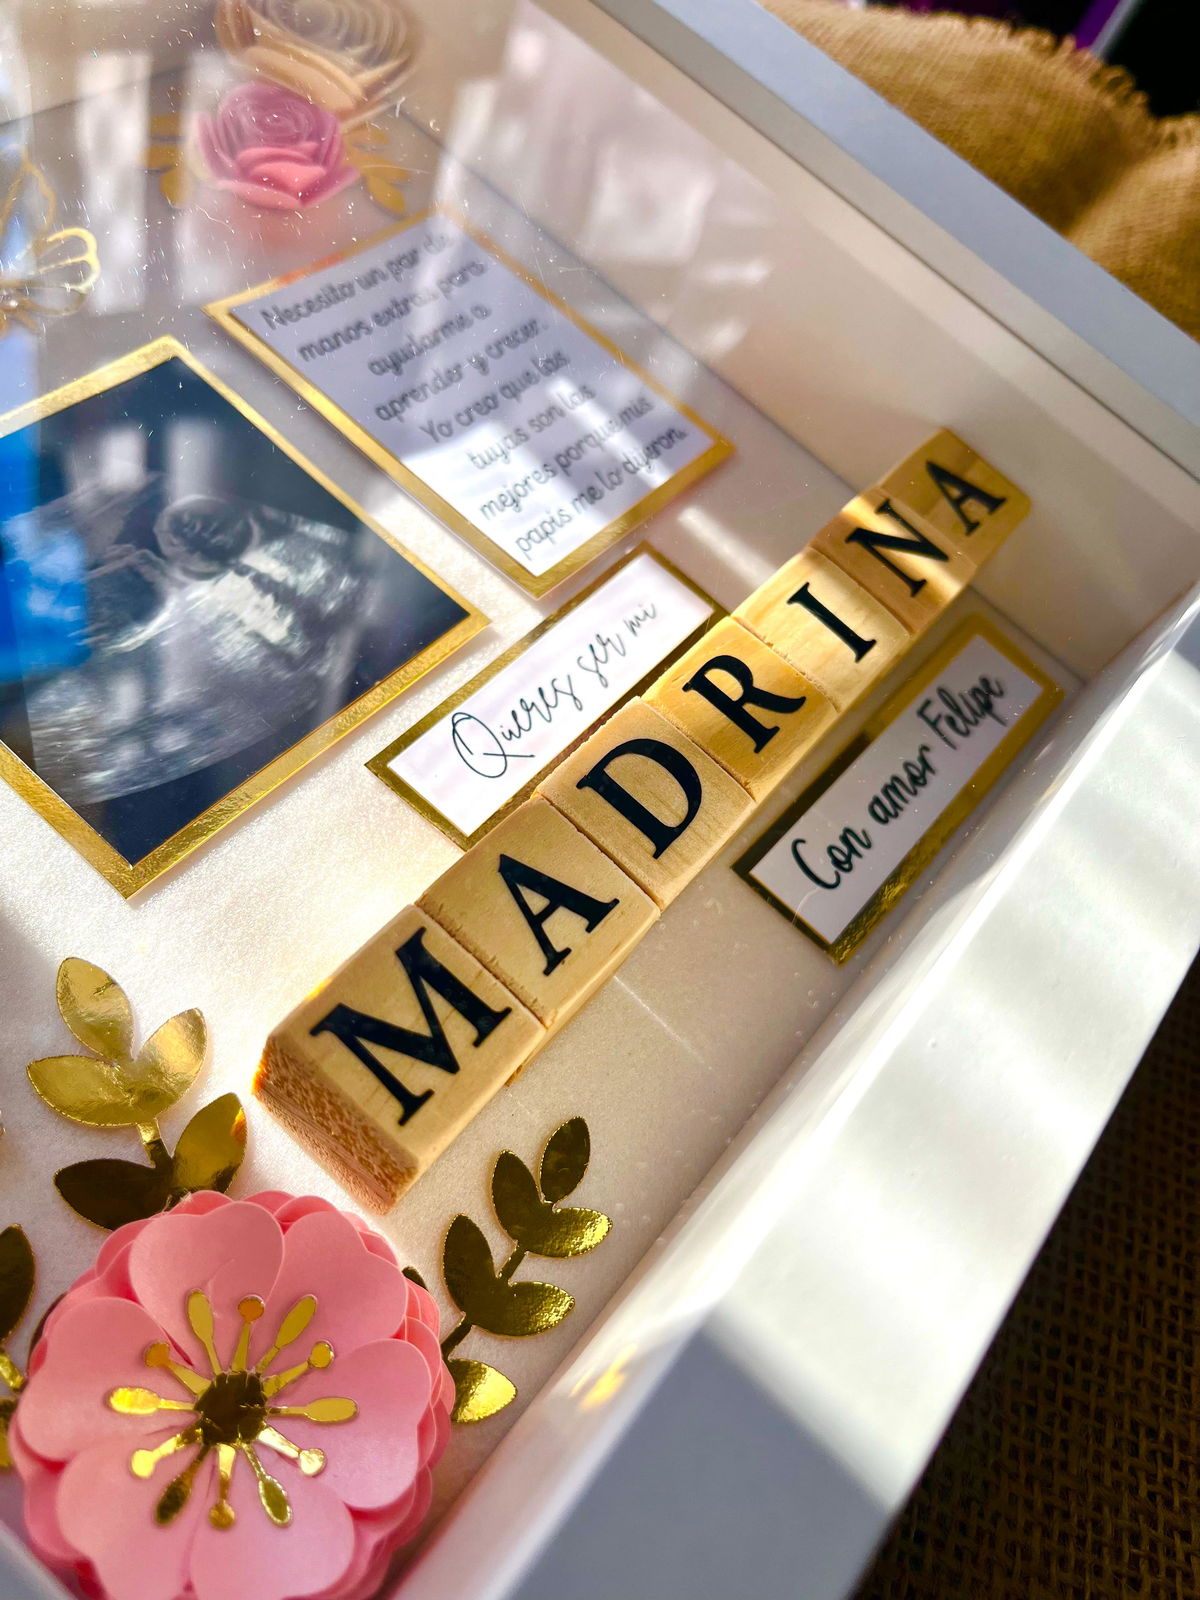 Necesito un par de
manos extras para
ayudarme a
aprender y crecer.
Yo creo que las
tuyas son las
mejores porque mis
papis me lo dijeron.
Queres ser mi
MADRINA
Con amor Felipe